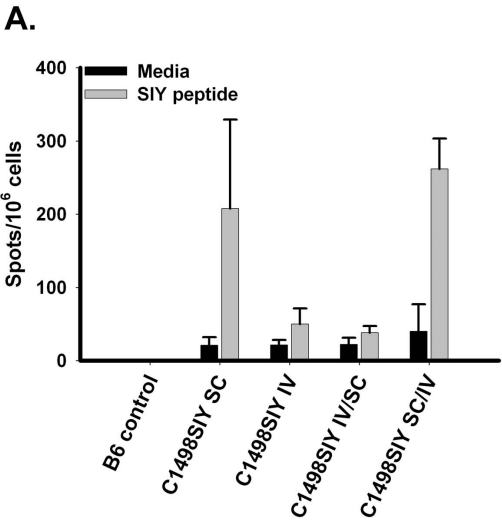 A.
400
300
200
100
0
Spots/10⁶ cells
Media
SIY peptide
B6 control
C1498SIY SC
C1498SIY IV
C1498SIY IV/SC
C1498SIY SC/IV